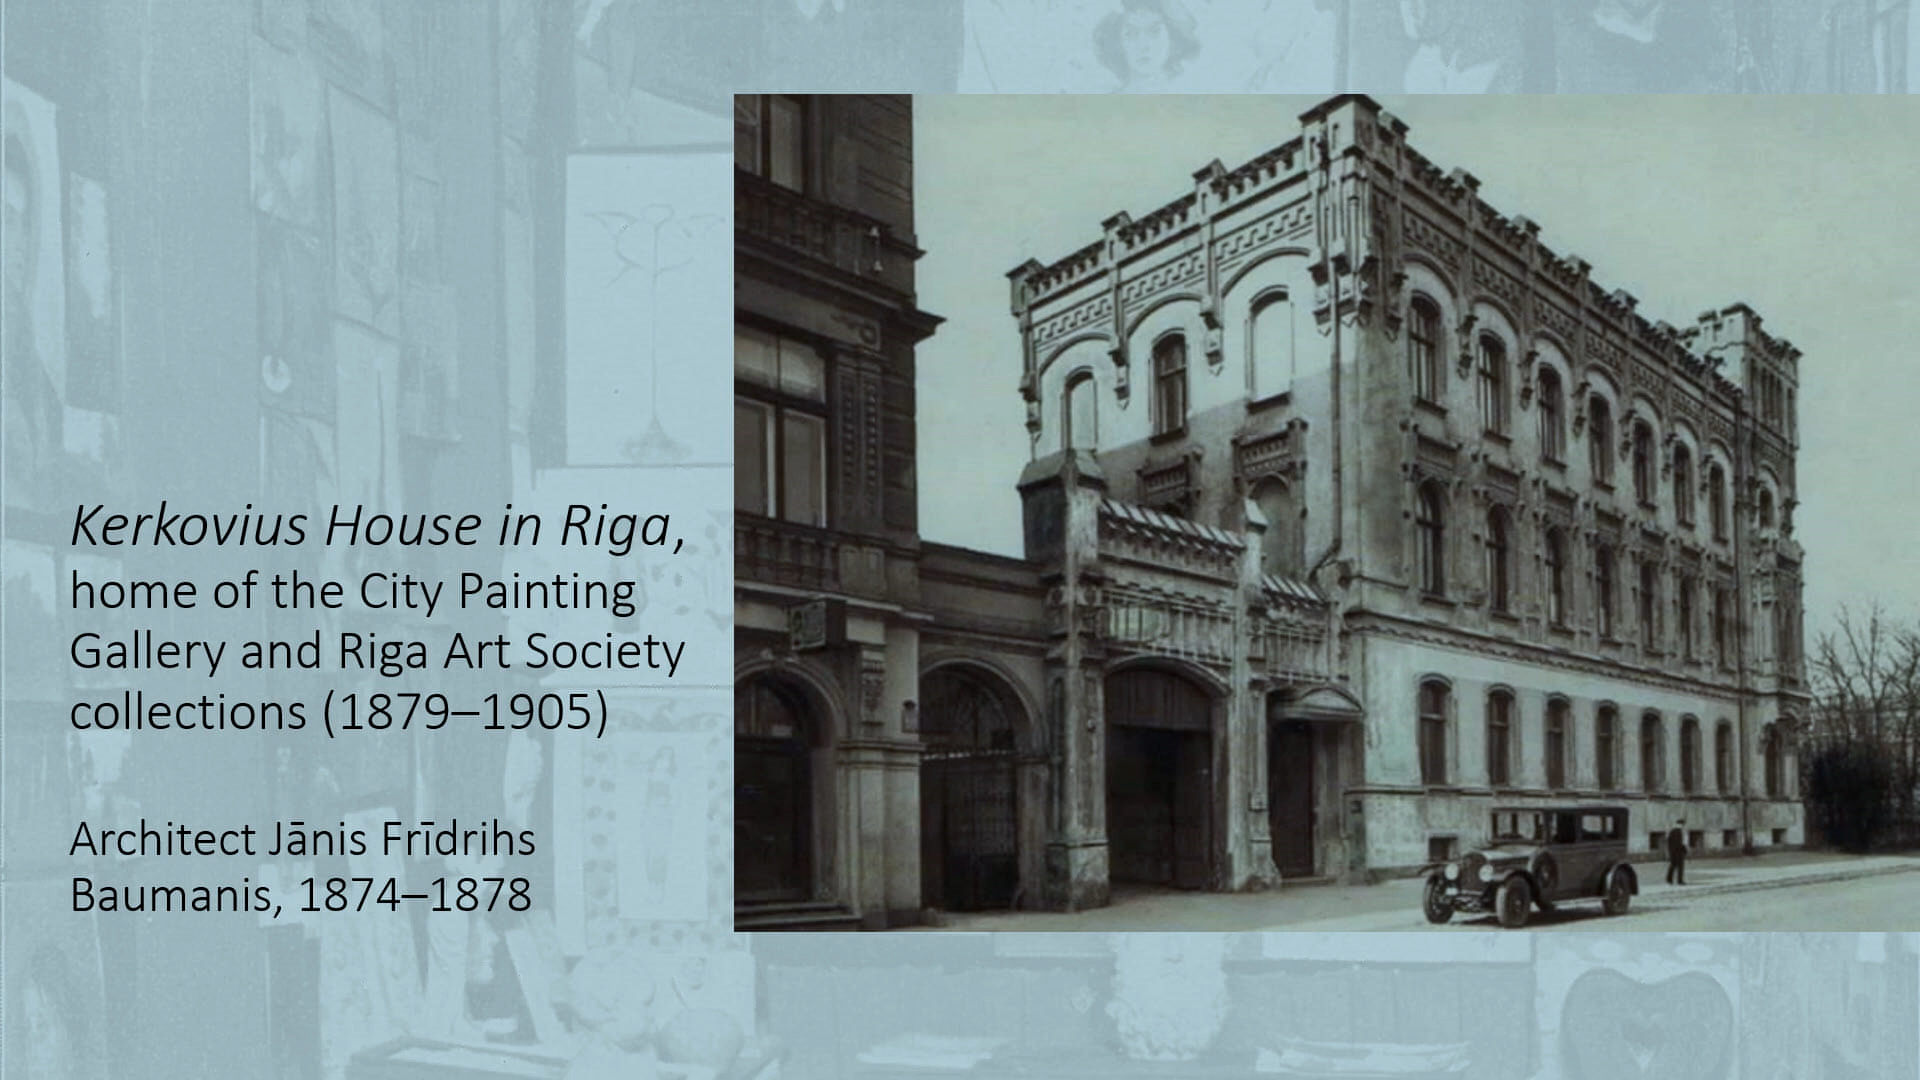 Kerkovius House in Riga,
home of the City Painting
Gallery and Riga Art Society
collections (1879–1905)
Architect Jānis Frīdrihs
Baumanis, 1874–1878